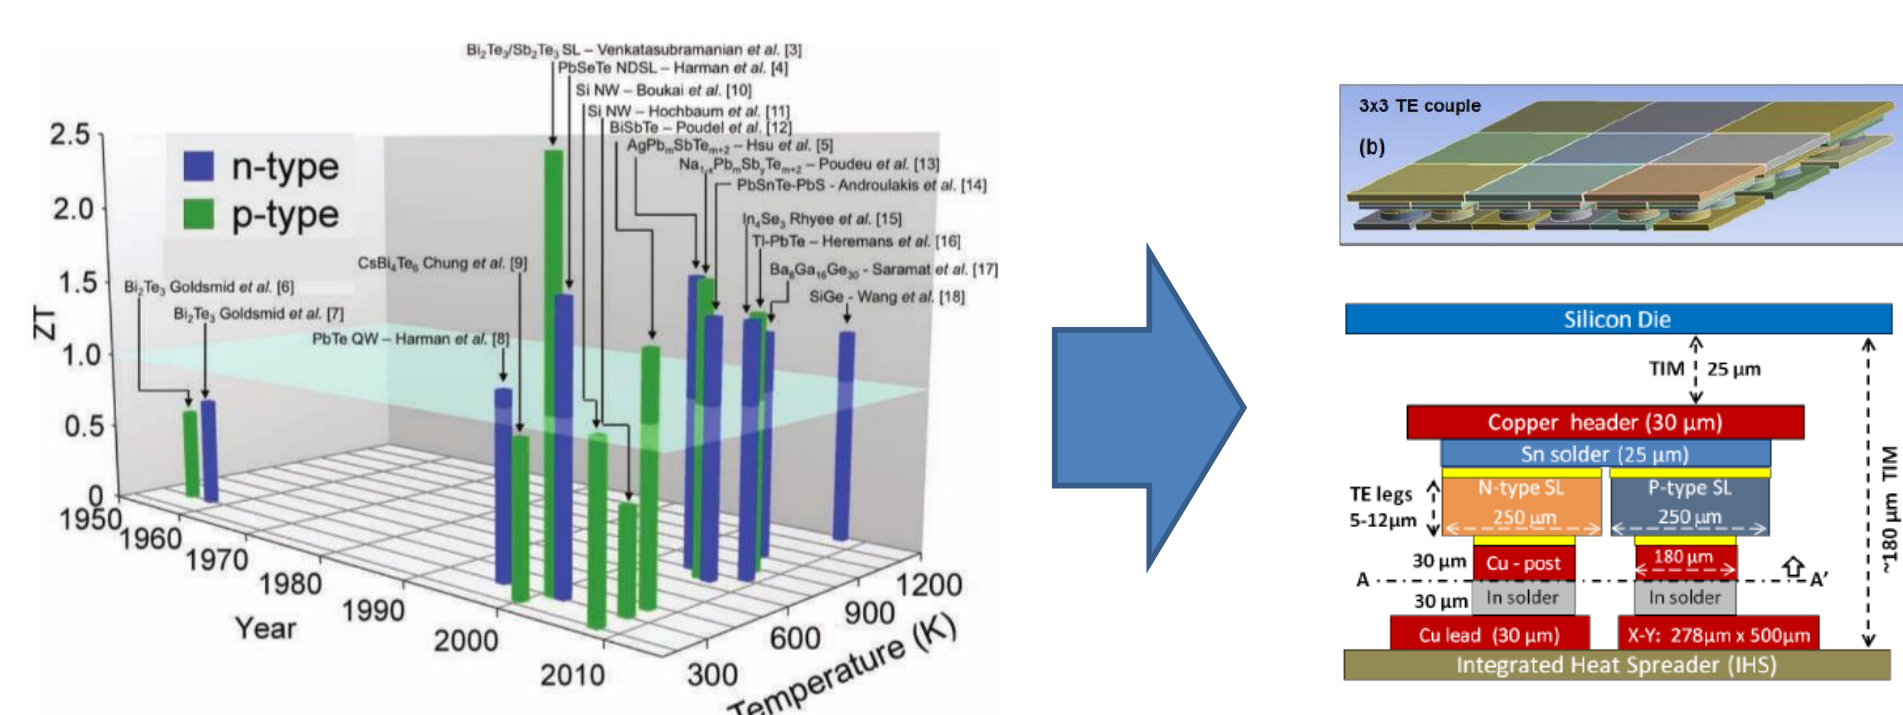 Bi₂Te₃/Sb₂Te₃ SL – Venkatasubramanian et al. [3]
PbSeTe NDSL – Harman et al. [4]
Si NW – Boukai et al. [10]
Si NW – Hochbaum et al. [11]
BiSbTe – Poudel et al. [12]
AgPbₘSbTeₘ₊₂ – Hsu et al. [5]
Na₁₋ₓPbₘSbᵧTeₘ₊₂ – Poudeu et al. [13]
PbSnTe-PbS - Androulakis et al. [14]
In₄Se₃ Rhyee et al. [15]
Tl-PbTe – Heremans et al. [16]
Ba₈Ga₁₆Ge₃₀ - Saramat et al. [17]
SiGe - Wang et al. [18]
CsBi₄Te₆ Chung et al. [9]
Bi₂Te₃ Goldsmid et al. [6]
Bi₂Te₃ Goldsmid et al. [7]
PbTe QW – Harman et al. [8]
n-type
p-type
ZT
2.5
2.0
1.5
1.0
0.5
0
1950
1960
1970
1980
1990
2000
2010
Year
300
600
900
1200
Temperature (K)
3x3 TE couple
(b)
Silicon Die
TIM 25 µm
Copper header (30 µm)
Sn solder (25 µm)
TE legs
5-12µm
N-type SL
250 µm
P-type SL
250 µm
30 µm
Cu - post
180 µm
A
A'
30 µm
In solder
In solder
Cu lead (30 µm)
X-Y: 278µm x 500µm
Integrated Heat Spreader (IHS)
~180 µm TIM